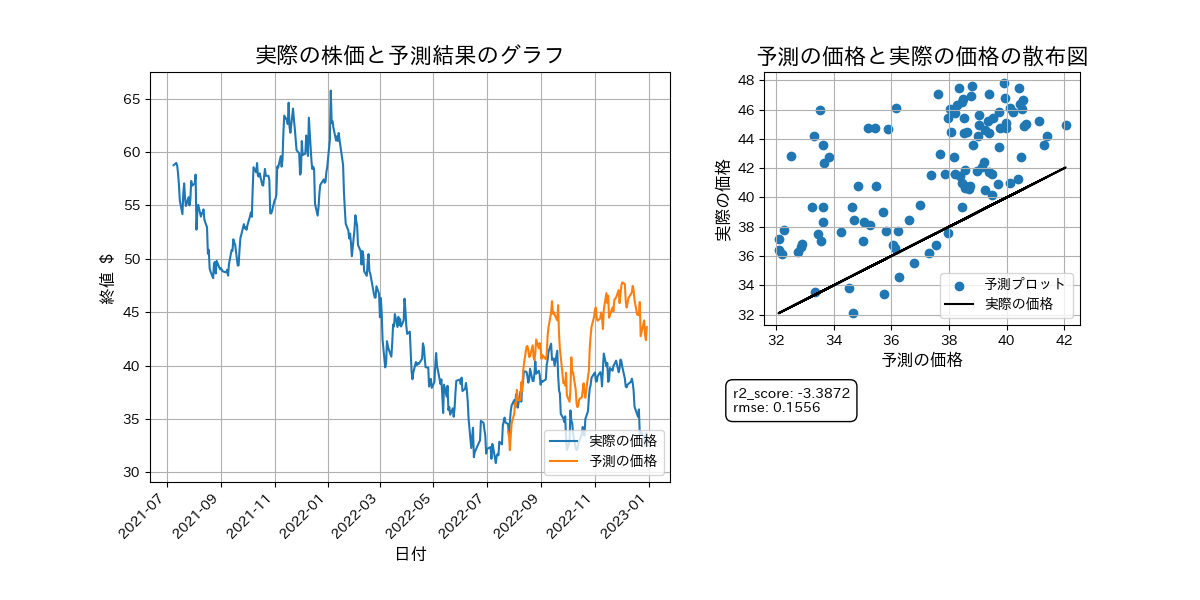 実際の株価と予測結果のグラフ
終値 $
65
60
55
50
45
40
35
30
2021-07
2021-09
2021-11
2022-01
2022-03
2022-05
2022-07
2022-09
2022-11
2023-01
日付
実際の価格
予測の価格
予測の価格と実際の価格の散布図
実際の価格
48
46
44
42
40
38
36
34
32
32
34
36
38
40
42
予測の価格
予測プロット
実際の価格
r2_score: -3.3872
rmse: 0.1556